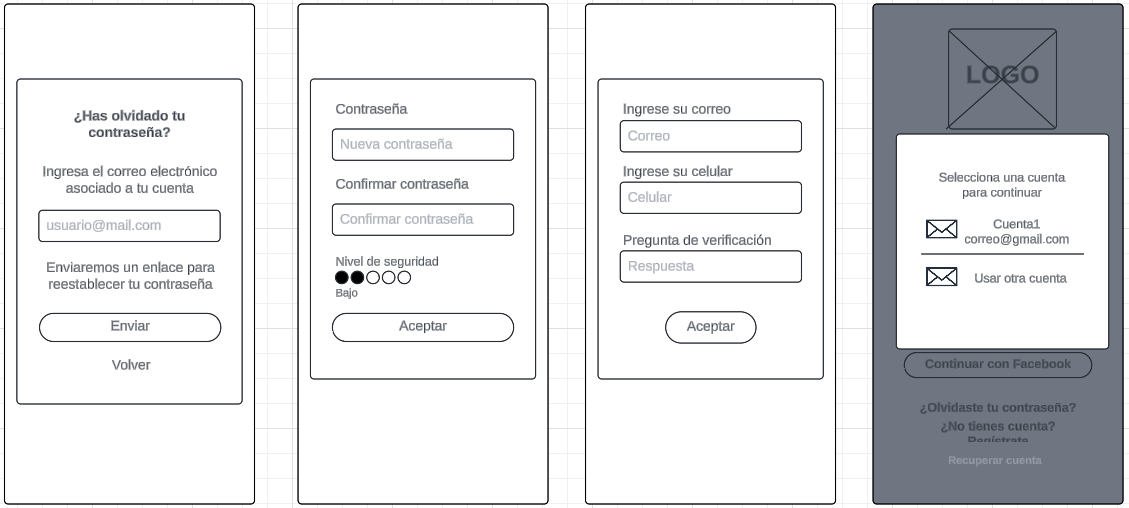 ¿Has olvidado tu
contraseña?
Ingresa el correo electrónico
asociado a tu cuenta
usuario@mail.com
Enviaremos un enlace para
reestablecer tu contraseña
Enviar
Volver
Contraseña
Nueva contraseña
Confirmar contraseña
Confirmar contraseña
Nivel de seguridad
Bajo
Aceptar
Ingrese su correo
Correo
Ingrese su celular
Celular
Pregunta de verificación
Respuesta
Aceptar
LOGO
Selecciona una cuenta
para continuar
Cuenta1
correo@gmail.com
Usar otra cuenta
Continuar con Facebook
¿Olvidaste tu contraseña?
¿No tienes cuenta?
Regístrate
Recuperar cuenta